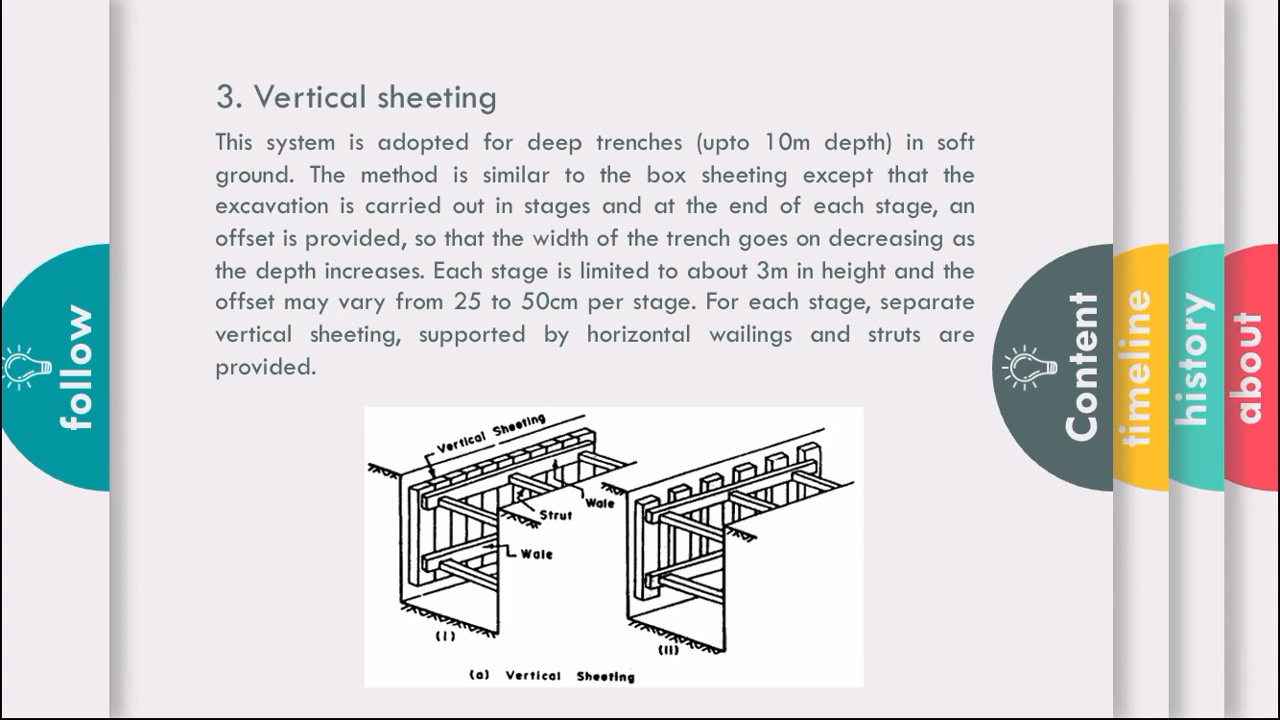 3. Vertical sheeting
This system is adopted for deep trenches (upto 10m depth) in soft
ground. The method is similar to the box sheeting except that the
excavation is carried out in stages and at the end of each stage, an
offset is provided, so that the width of the trench goes on decreasing as
the depth increases. Each stage is limited to about 3m in height and the
offset may vary from 25 to 50cm per stage. For each stage, separate
vertical sheeting, supported by horizontal wailings and struts are
provided.
follow
Content
timeline
history
about
Vertical Sheeting
Wale
Strut
Wale
(I)
(II)
(a) Vertical Sheeting